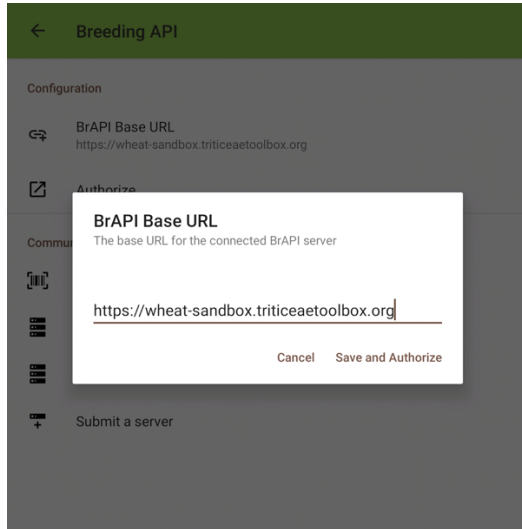 Breeding API
Configuration
BrAPI Base URL
https://wheat-sandbox.triticeaetoolbox.org
Authorize
BrAPI Base URL
The base URL for the connected BrAPI server
https://wheat-sandbox.triticeaetoolbox.org
Cancel Save and Authorize
Submit a server